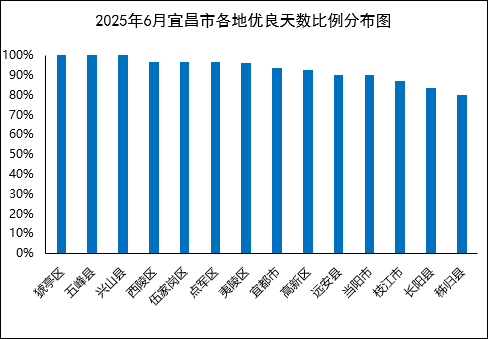 2025年6月宜昌市各地优良天数比例分布图
100%
90%
80%
70%
60%
50%
40%
30%
20%
10%
0%
猇亭区
五峰县
兴山县
西陵区
伍家岗区
点军区
夷陵区
宜都市
高新区
远安县
当阳市
枝江市
长阳县
秭归县